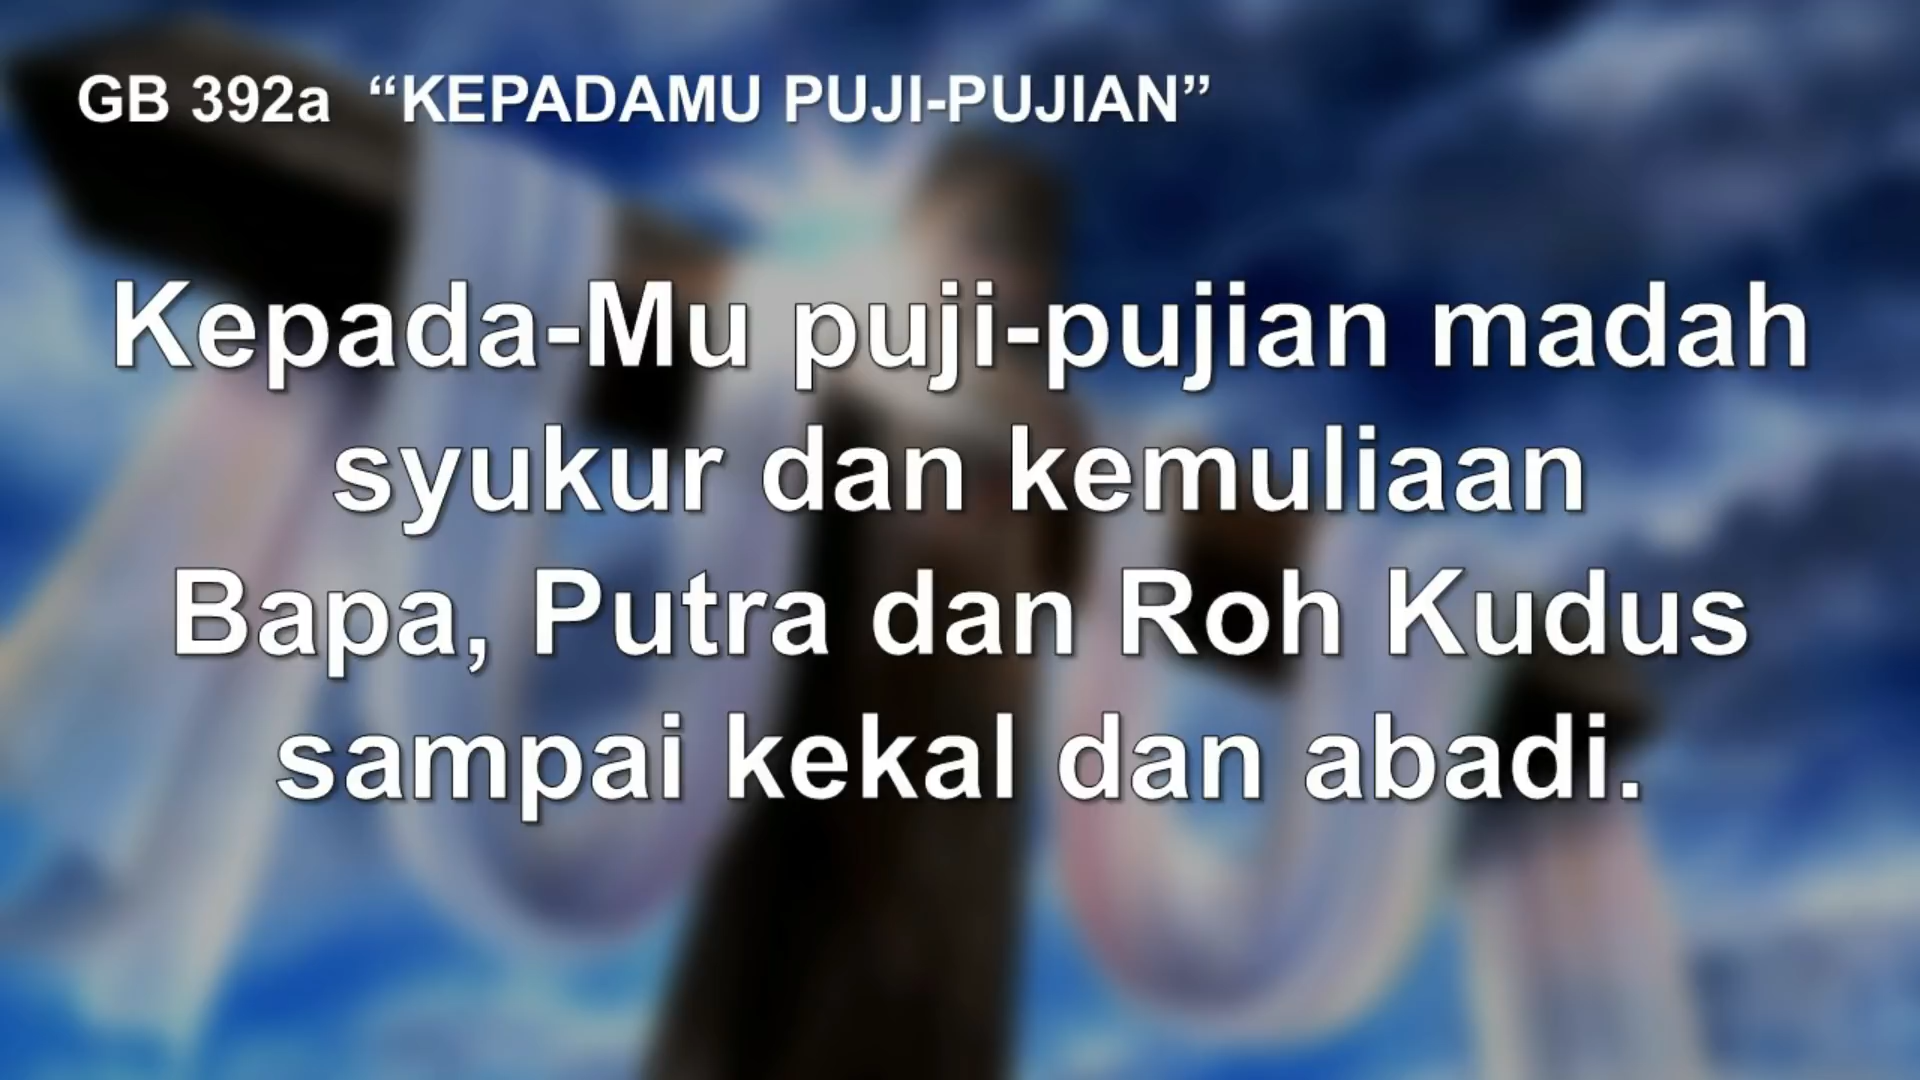 GB 392a “KEPADAMU PUJI-PUJIAN”
Kepada-Mu puji-pujian madah
syukur dan kemuliaan
Bapa, Putra dan Roh Kudus
sampai kekal dan abadi.